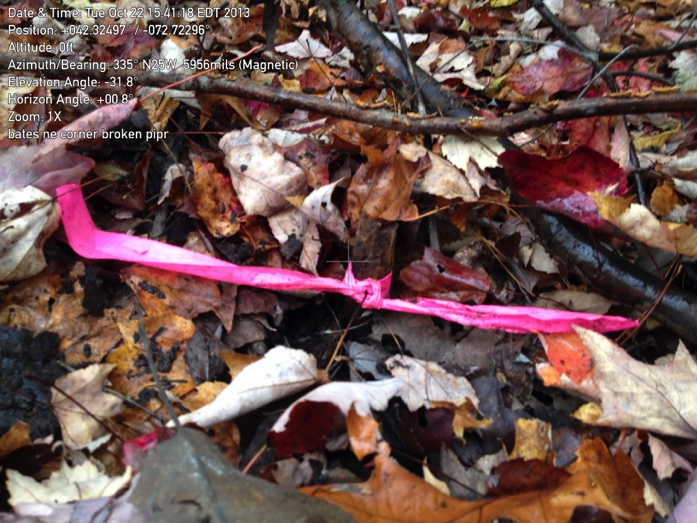 Date & Time: Tue Oct 22 15:41:18 EDT 2013
Position: +042.32497° / -072.72296°
Altitude: 0ft
Azimuth/Bearing: 335° N25W 5956mils (Magnetic)
Elevation Angle: -31.8°
Horizon Angle: +00.8°
Zoom: 1X
bates ne corner broken pipr